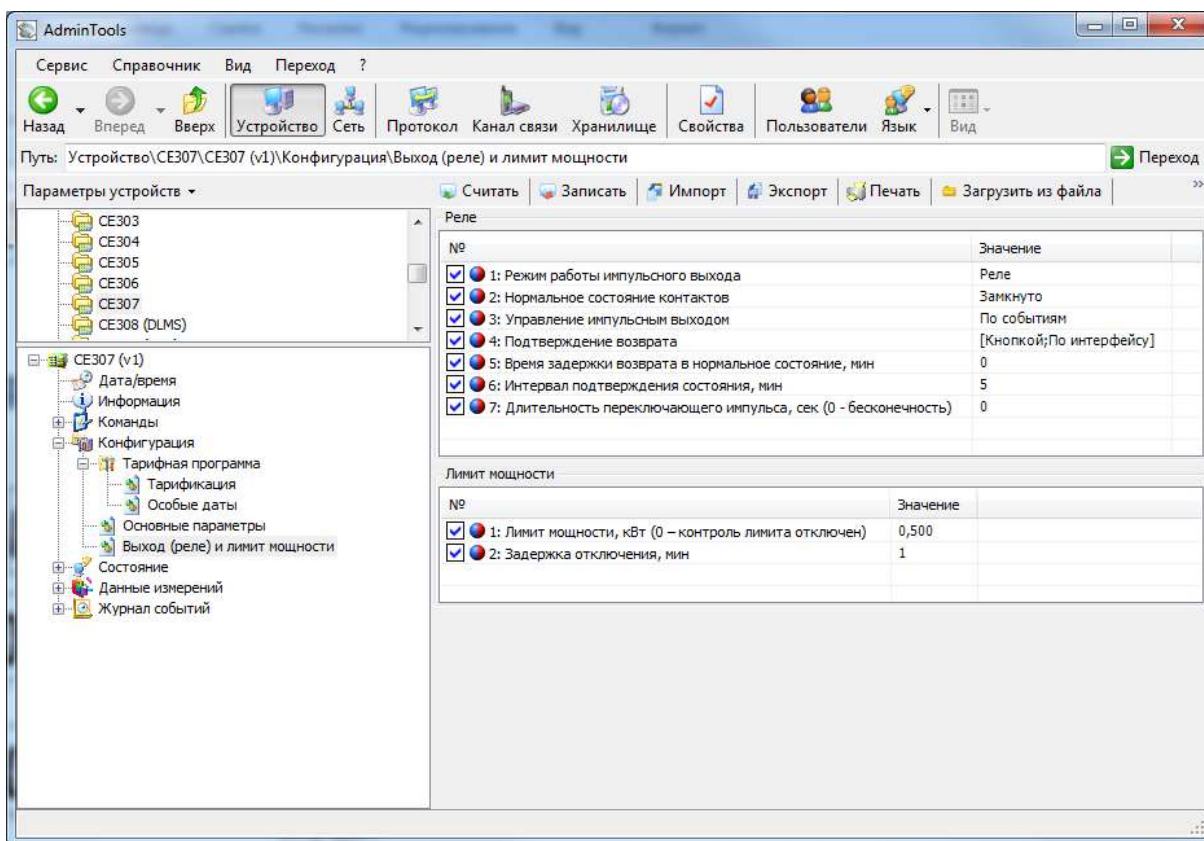 AdminTools
Сервис Справочник Вид Переход ?
Назад Вперед Вверх Устройство Сеть Протокол Канал связи Хранилище Свойства Пользователи Язык Вид
Путь: Устройство\CE307\CE307 (v1)\Конфигурация\Выход (реле) и лимит мощности Переход
Параметры устройств
Считать Записать Импорт Экспорт Печать Загрузить из файла »
CE303
CE304
CE305
CE306
CE307
CE308 (DLMS)
CE307 (v1)
Дата/время
Информация
Команды
Конфигурация
Тарифная программа
Тарификация
Особые даты
Основные параметры
Выход (реле) и лимит мощности
Состояние
Данные измерений
Журнал событий
Реле
№ Значение
1: Режим работы импульсного выхода Реле
2: Нормальное состояние контактов Замкнуто
3: Управление импульсным выходом По событиям
4: Подтверждение возврата [Кнопкой;По интерфейсу]
5: Время задержки возврата в нормальное состояние, мин 0
6: Интервал подтверждения состояния, мин 5
7: Длительность переключающего импульса, сек (0 - бесконечность) 0
Лимит мощности
№ Значение
1: Лимит мощности, кВт (0 – контроль лимита отключен) 0,500
2: Задержка отключения, мин 1